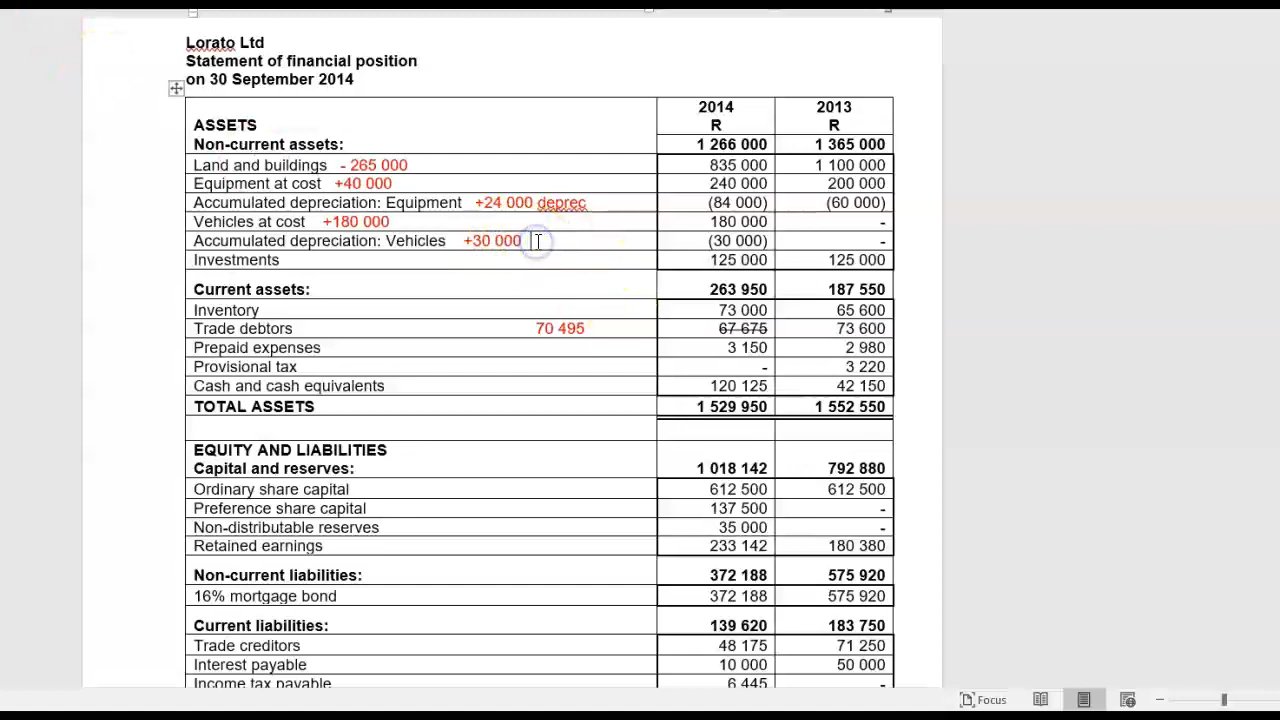 Lorato Ltd
Statement of financial position
on 30 September 2014
2014 2013
ASSETS R R
Non-current assets: 1 266 000 1 365 000
Land and buildings - 265 000 835 000 1 100 000
Equipment at cost +40 000 240 000 200 000
Accumulated depreciation: Equipment +24 000 deprec (84 000) (60 000)
Vehicles at cost +180 000 180 000 -
Accumulated depreciation: Vehicles +30 000 (30 000) -
Investments 125 000 125 000
Current assets: 263 950 187 550
Inventory 73 000 65 600
Trade debtors 70 495 67 675 73 600
Prepaid expenses 3 150 2 980
Provisional tax - 3 220
Cash and cash equivalents 120 125 42 150
TOTAL ASSETS 1 529 950 1 552 550
EQUITY AND LIABILITIES
Capital and reserves: 1 018 142 792 880
Ordinary share capital 612 500 612 500
Preference share capital 137 500 -
Non-distributable reserves 35 000 -
Retained earnings 233 142 180 380
Non-current liabilities: 372 188 575 920
16% mortgage bond 372 188 575 920
Current liabilities: 139 620 183 750
Trade creditors 48 175 71 250
Interest payable 10 000 50 000
Income tax payable 6 445 -
Focus